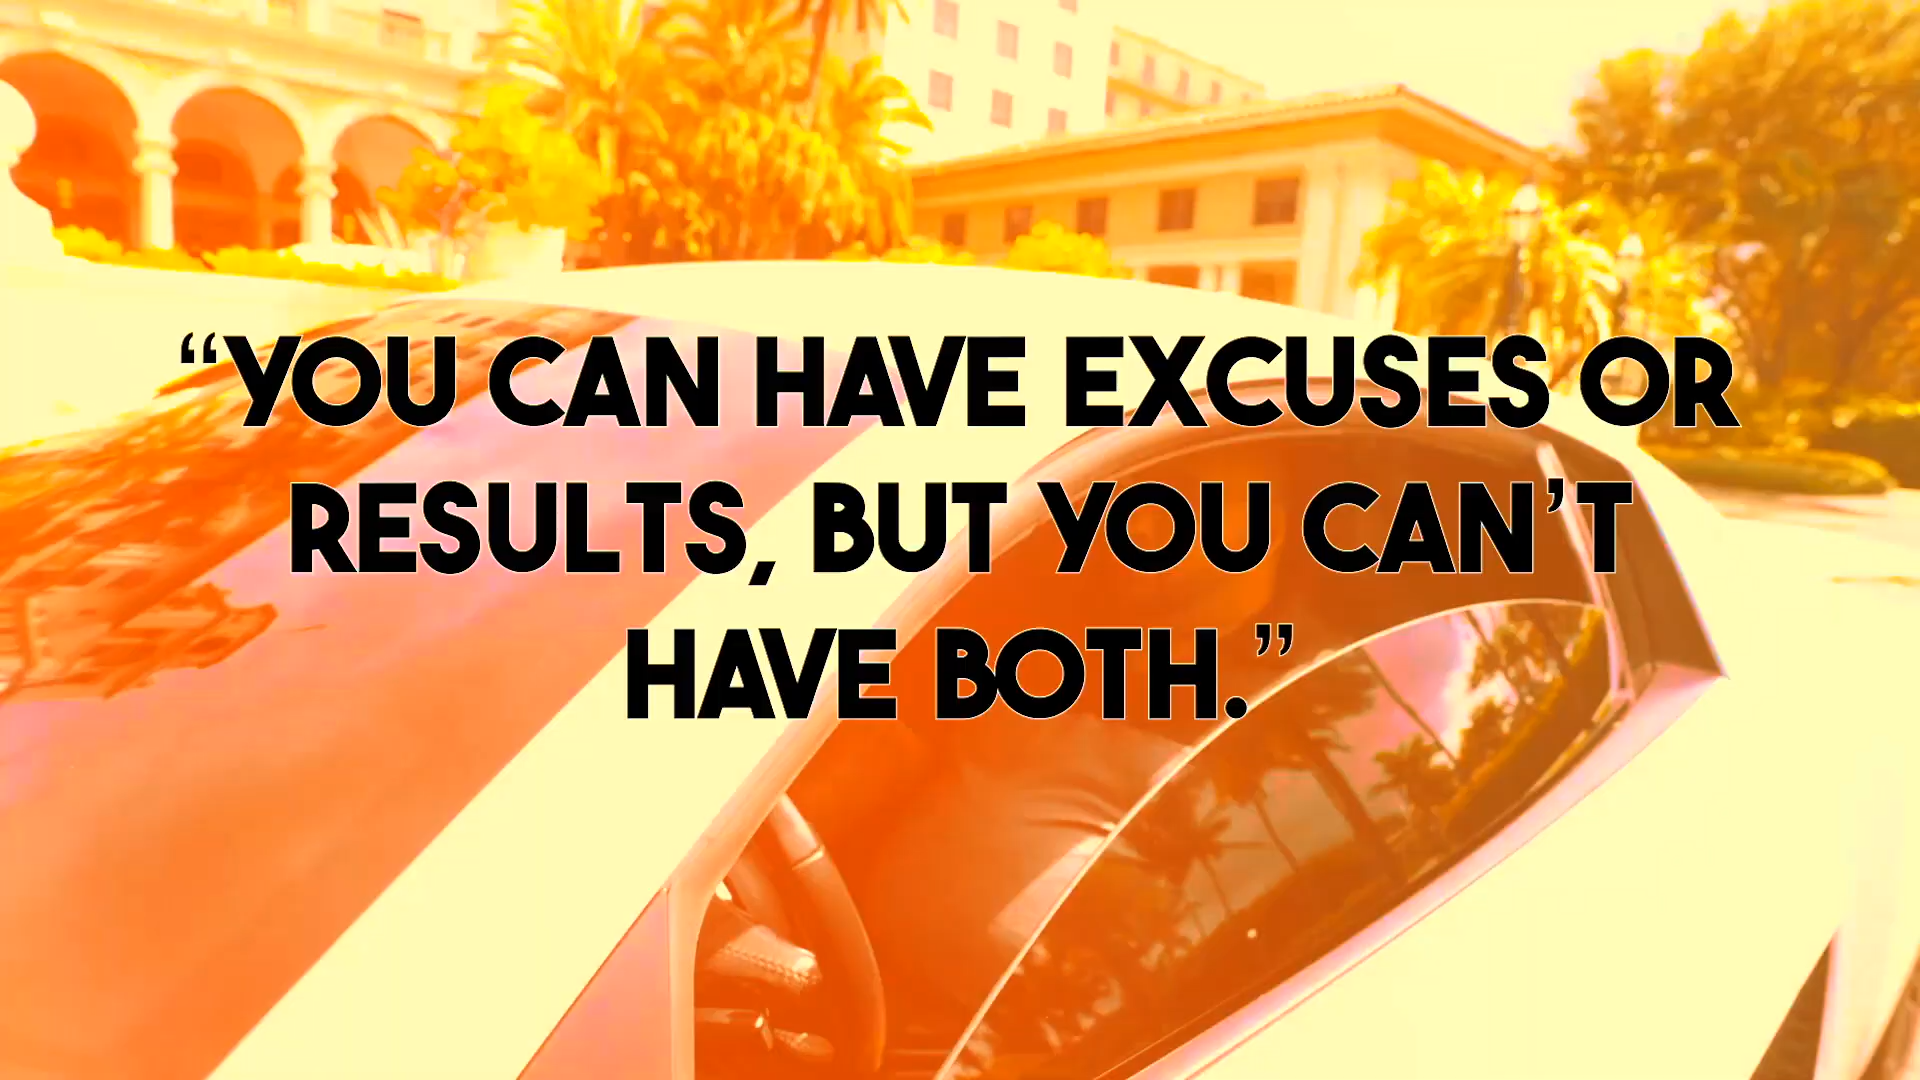 “YOU CAN HAVE EXCUSES OR
RESULTS, BUT YOU CAN’T
HAVE BOTH.”